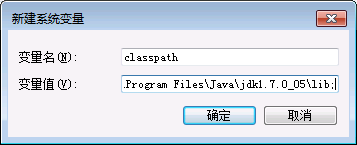 新建系统变量
变量名(N): classpath
变量值(V): .Program Files\Java\jdk1.7.0_05\lib;
确定 取消